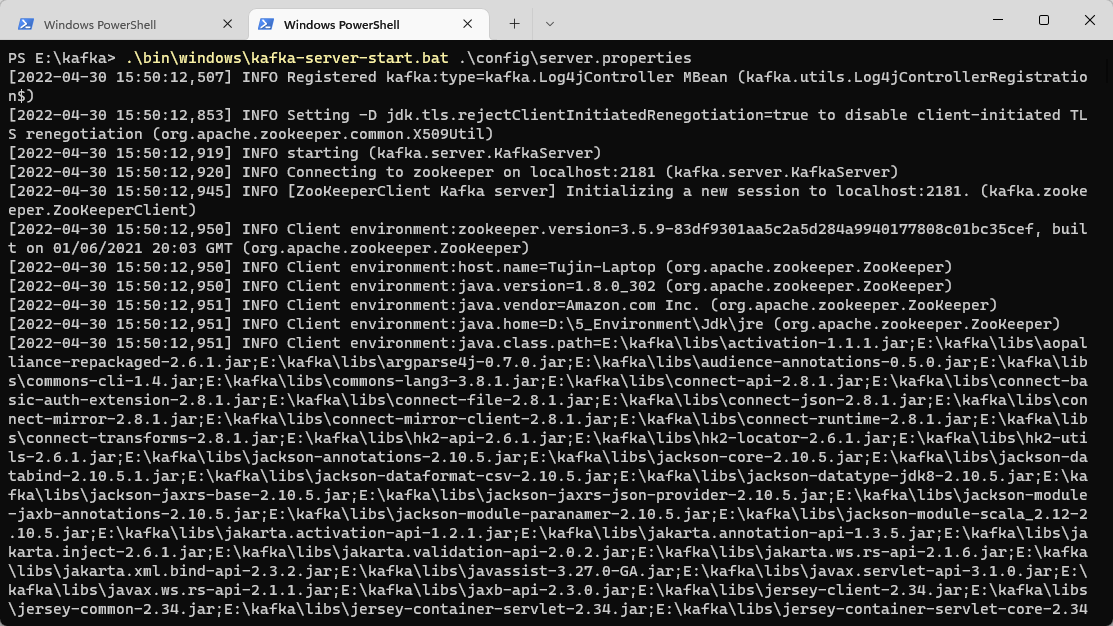 Windows PowerShell
Windows PowerShell
PS E:\kafka> .\bin\windows\kafka-server-start.bat .\config\server.properties
[2022-04-30 15:50:12,507] INFO Registered kafka:type=kafka.Log4jController MBean (kafka.utils.Log4jControllerRegistratio
n$)
[2022-04-30 15:50:12,853] INFO Setting -D jdk.tls.rejectClientInitiatedRenegotiation=true to disable client-initiated TL
S renegotiation (org.apache.zookeeper.common.X509Util)
[2022-04-30 15:50:12,919] INFO starting (kafka.server.KafkaServer)
[2022-04-30 15:50:12,920] INFO Connecting to zookeeper on localhost:2181 (kafka.server.KafkaServer)
[2022-04-30 15:50:12,945] INFO [ZooKeeperClient Kafka server] Initializing a new session to localhost:2181. (kafka.zooke
eper.ZooKeeperClient)
[2022-04-30 15:50:12,950] INFO Client environment:zookeeper.version=3.5.9-83df9301aa5c2a5d284a9940177808c01bc35cef, buil
t on 01/06/2021 20:03 GMT (org.apache.zookeeper.ZooKeeper)
[2022-04-30 15:50:12,950] INFO Client environment:host.name=Tujin-Laptop (org.apache.zookeeper.ZooKeeper)
[2022-04-30 15:50:12,950] INFO Client environment:java.version=1.8.0_302 (org.apache.zookeeper.ZooKeeper)
[2022-04-30 15:50:12,951] INFO Client environment:java.vendor=Amazon.com Inc. (org.apache.zookeeper.ZooKeeper)
[2022-04-30 15:50:12,951] INFO Client environment:java.home=D:\5_Environment\Jdk\jre (org.apache.zookeeper.ZooKeeper)
[2022-04-30 15:50:12,951] INFO Client environment:java.class.path=E:\kafka\libs\activation-1.1.1.jar;E:\kafka\libs\aopal
liance-repackaged-2.6.1.jar;E:\kafka\libs\argparse4j-0.7.0.jar;E:\kafka\libs\audience-annotations-0.5.0.jar;E:\kafka\lib
s\commons-cli-1.4.jar;E:\kafka\libs\commons-lang3-3.8.1.jar;E:\kafka\libs\connect-api-2.8.1.jar;E:\kafka\libs\connect-ba
sic-auth-extension-2.8.1.jar;E:\kafka\libs\connect-file-2.8.1.jar;E:\kafka\libs\connect-json-2.8.1.jar;E:\kafka\libs\con
nect-mirror-2.8.1.jar;E:\kafka\libs\connect-mirror-client-2.8.1.jar;E:\kafka\libs\connect-runtime-2.8.1.jar;E:\kafka\lib
s\connect-transforms-2.8.1.jar;E:\kafka\libs\hk2-api-2.6.1.jar;E:\kafka\libs\hk2-locator-2.6.1.jar;E:\kafka\libs\hk2-uti
ls-2.6.1.jar;E:\kafka\libs\jackson-annotations-2.10.5.jar;E:\kafka\libs\jackson-core-2.10.5.jar;E:\kafka\libs\jackson-da
tabind-2.10.5.1.jar;E:\kafka\libs\jackson-dataformat-csv-2.10.5.jar;E:\kafka\libs\jackson-datatype-jdk8-2.10.5.jar;E:\ka
fka\libs\jackson-jaxrs-base-2.10.5.jar;E:\kafka\libs\jackson-jaxrs-json-provider-2.10.5.jar;E:\kafka\libs\jackson-module
-jaxb-annotations-2.10.5.jar;E:\kafka\libs\jackson-module-paranamer-2.10.5.jar;E:\kafka\libs\jackson-module-scala_2.12-2
.10.5.jar;E:\kafka\libs\jakarta.activation-api-1.2.1.jar;E:\kafka\libs\jakarta.annotation-api-1.3.5.jar;E:\kafka\libs\ja
karta.inject-2.6.1.jar;E:\kafka\libs\jakarta.validation-api-2.0.2.jar;E:\kafka\libs\jakarta.ws.rs-api-2.1.6.jar;E:\kafka
\libs\jakarta.xml.bind-api-2.3.2.jar;E:\kafka\libs\javassist-3.27.0-GA.jar;E:\kafka\libs\javax.servlet-api-3.1.0.jar;E:\
kafka\libs\javax.ws.rs-api-2.1.1.jar;E:\kafka\libs\jaxb-api-2.3.0.jar;E:\kafka\libs\jersey-client-2.34.jar;E:\kafka\libs
\jersey-common-2.34.jar;E:\kafka\libs\jersey-container-servlet-2.34.jar;E:\kafka\libs\jersey-container-servlet-core-2.34